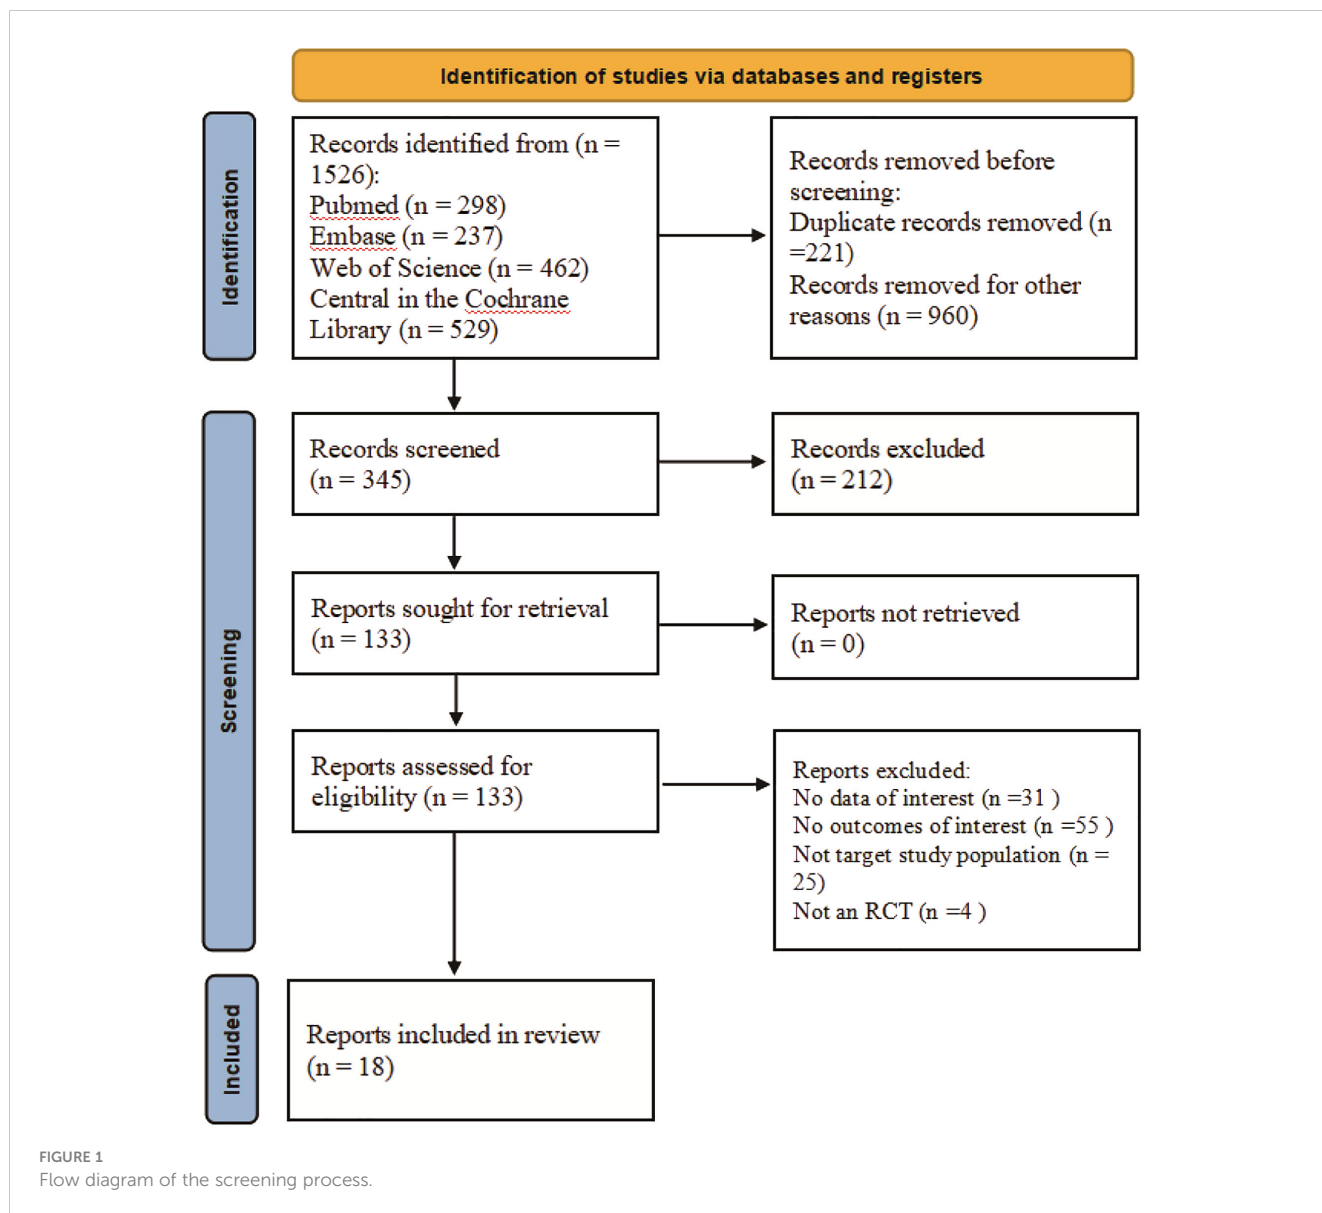 Identification of studies via databases and registers
Identification
Records identified from (n =
1526):
Pubmed (n = 298)
Embase (n = 237)
Web of Science (n = 462)
Central in the Cochrane
Library (n = 529)
Records removed before
screening:
Duplicate records removed (n
=221)
Records removed for other
reasons (n = 960)
Screening
Records screened
(n = 345)
Records excluded
(n = 212)
Reports sought for retrieval
(n = 133)
Reports not retrieved
(n = 0)
Reports assessed for
eligibility (n = 133)
Reports excluded:
No data of interest (n =31 )
No outcomes of interest (n =55 )
Not target study population (n =
25)
Not an RCT (n =4 )
Included
Reports included in review
(n = 18)
FIGURE 1
Flow diagram of the screening process.